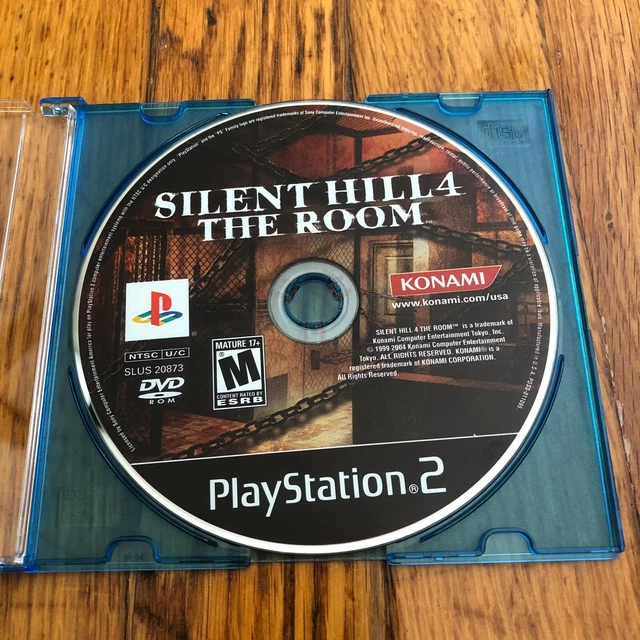 SILENT HILL 4
THE ROOM
KONAMI
www.konami.com/usa
SILENT HILL 4 THE ROOM™ is a trademark of
Konami Computer Entertainment Tokyo, Inc.
© 1999 2004 Konami Computer Entertainment
Tokyo. ALL RIGHTS RESERVED. KONAMI® is a
registered trademark of KONAMI CORPORATION.
All Rights Reserved
NTSC U/C
SLUS 20873
DVD
ROM
MATURE 17+
M
CONTENT RATED BY
ESRB
PlayStation®2